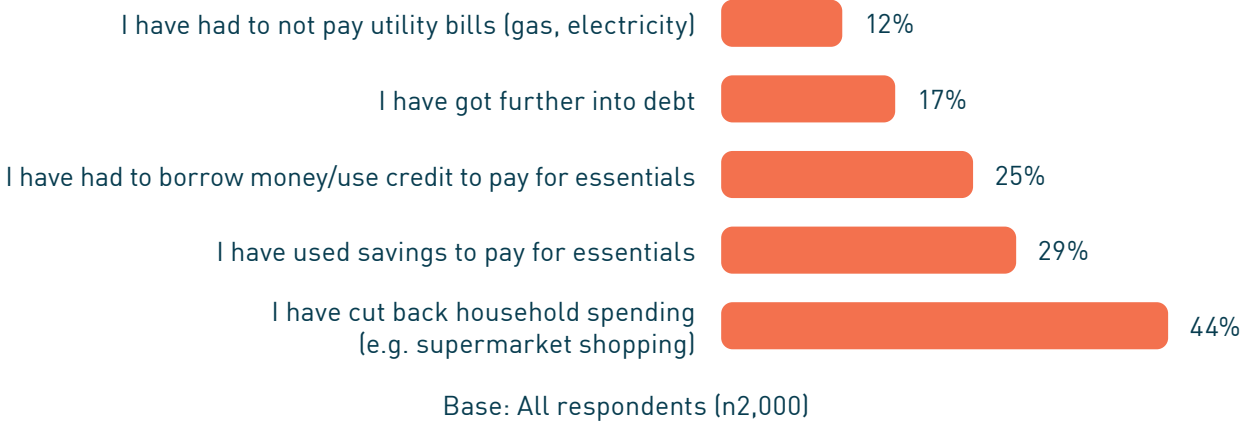 I have had to not pay utility bills (gas, electricity) 12%
I have got further into debt 17%
I have had to borrow money/use credit to pay for essentials 25%
I have used savings to pay for essentials 29%
I have cut back household spending
(e.g. supermarket shopping) 44%
Base: All respondents (n2,000)